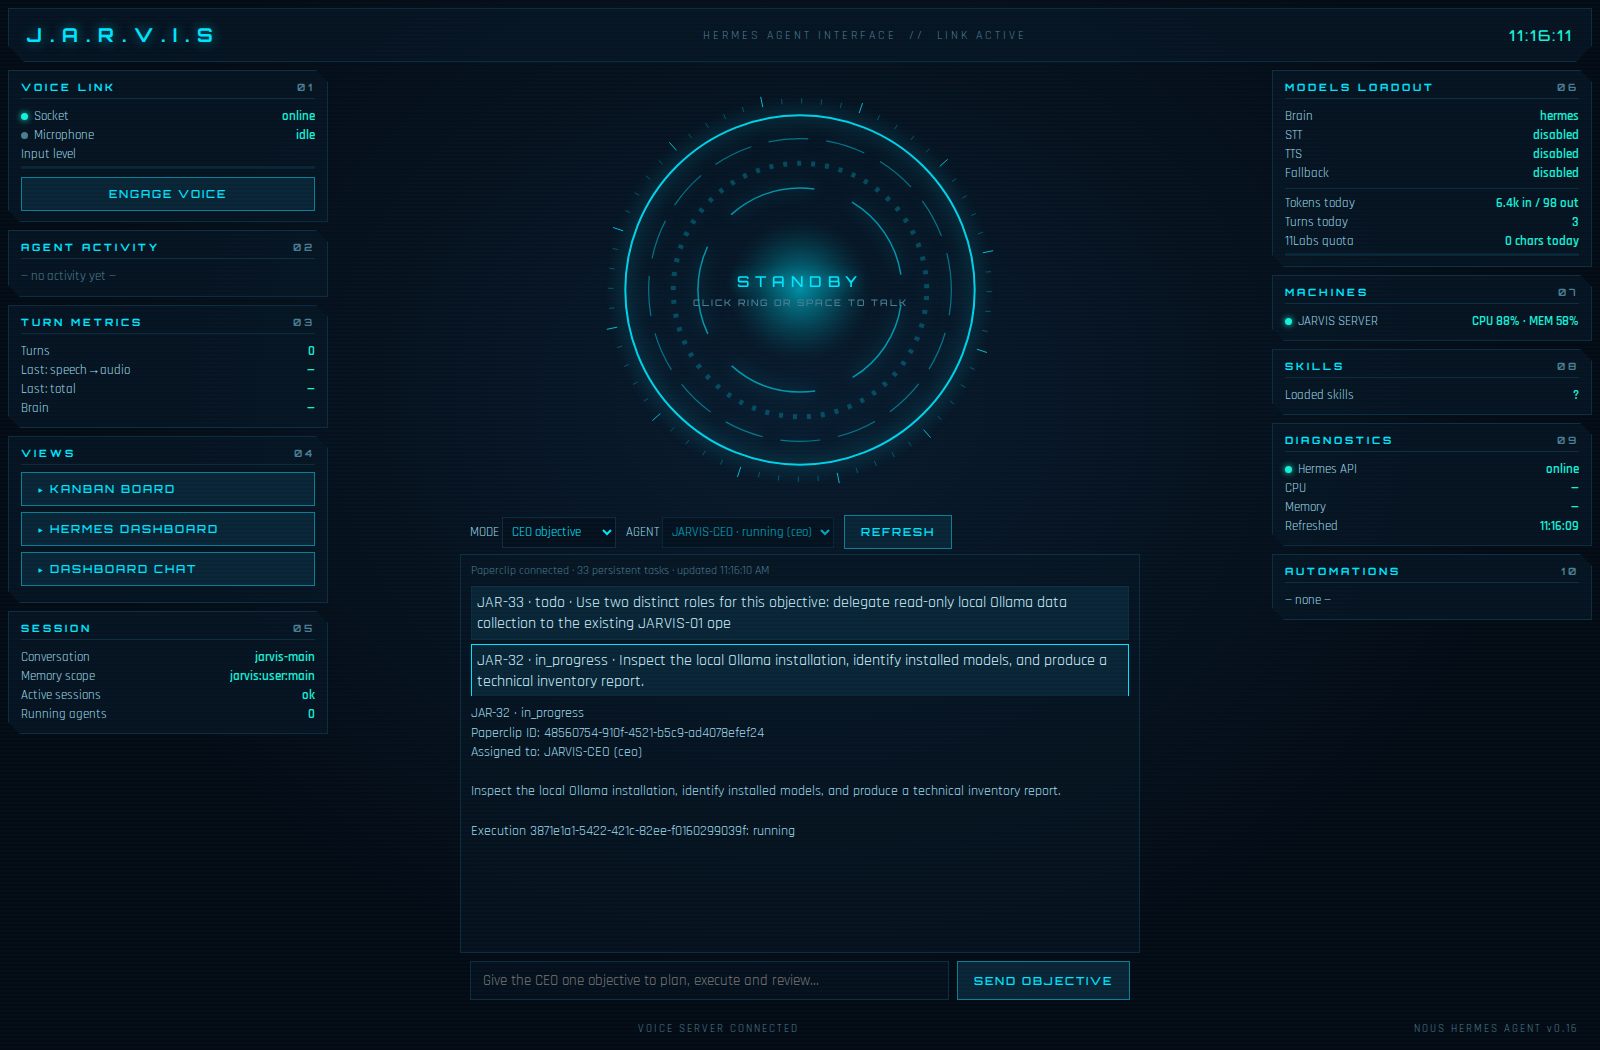 J.A.R.V.I.S
HERMES AGENT INTERFACE // LINK ACTIVE
11:16:11
VOICE LINK 01
Socket online
Microphone idle
Input level
ENGAGE VOICE
AGENT ACTIVITY 02
— no activity yet —
TURN METRICS 03
Turns 0
Last: speech→audio —
Last: total —
Brain —
VIEWS 04
▸ KANBAN BOARD
▸ HERMES DASHBOARD
▸ DASHBOARD CHAT
SESSION 05
Conversation jarvis-main
Memory scope jarvis:user:main
Active sessions ok
Running agents 0
STANDBY
CLICK RING OR SPACE TO TALK
MODE CEO objective AGENT JARVIS-CEO · running (ceo) REFRESH
Paperclip connected · 33 persistent tasks · updated 11:16:10 AM
JAR-33 · todo · Use two distinct roles for this objective: delegate read-only local Ollama data
collection to the existing JARVIS-01 ope
JAR-32 · in_progress · Inspect the local Ollama installation, identify installed models, and produce a
technical inventory report.
JAR-32 · in_progress
Paperclip ID: 48560754-910f-4521-b5c9-ad4078efef24
Assigned to: JARVIS-CEO (ceo)
Inspect the local Ollama installation, identify installed models, and produce a technical inventory report.
Execution 3871e1a1-5422-421c-82ee-f0160299039f: running
Give the CEO one objective to plan, execute and review...
SEND OBJECTIVE
MODELS LOADOUT 06
Brain hermes
STT disabled
TTS disabled
Fallback disabled
Tokens today 6.4k in / 98 out
Turns today 3
11Labs quota 0 chars today
MACHINES 07
JARVIS SERVER CPU 88% · MEM 58%
SKILLS 08
Loaded skills ?
DIAGNOSTICS 09
Hermes API online
CPU —
Memory —
Refreshed 11:16:09
AUTOMATIONS 10
— none —
VOICE SERVER CONNECTED
NOUS HERMES AGENT v0.16